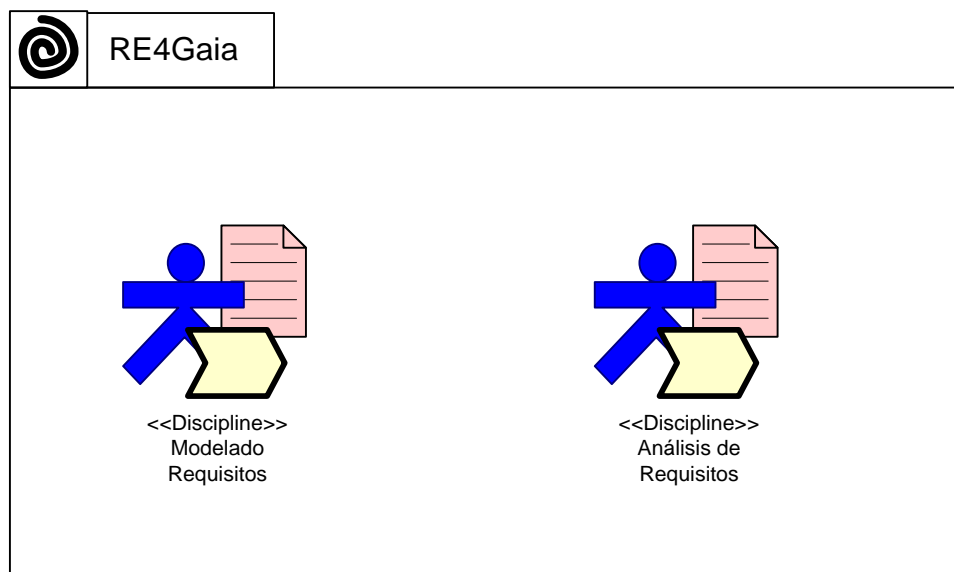 RE4Gaia
<<Discipline>>
Modelado
Requisitos
<<Discipline>>
Análisis de
Requisitos